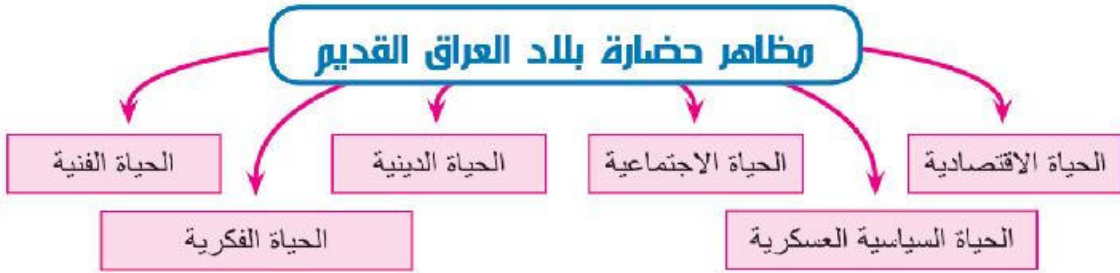 مظاهر حضارة بلاد العراق القديم
الحياة الاقتصادية
الحياة الاجتماعية
الحياة الدينية
الحياة الفنية
الحياة السياسية العسكرية
الحياة الفكرية